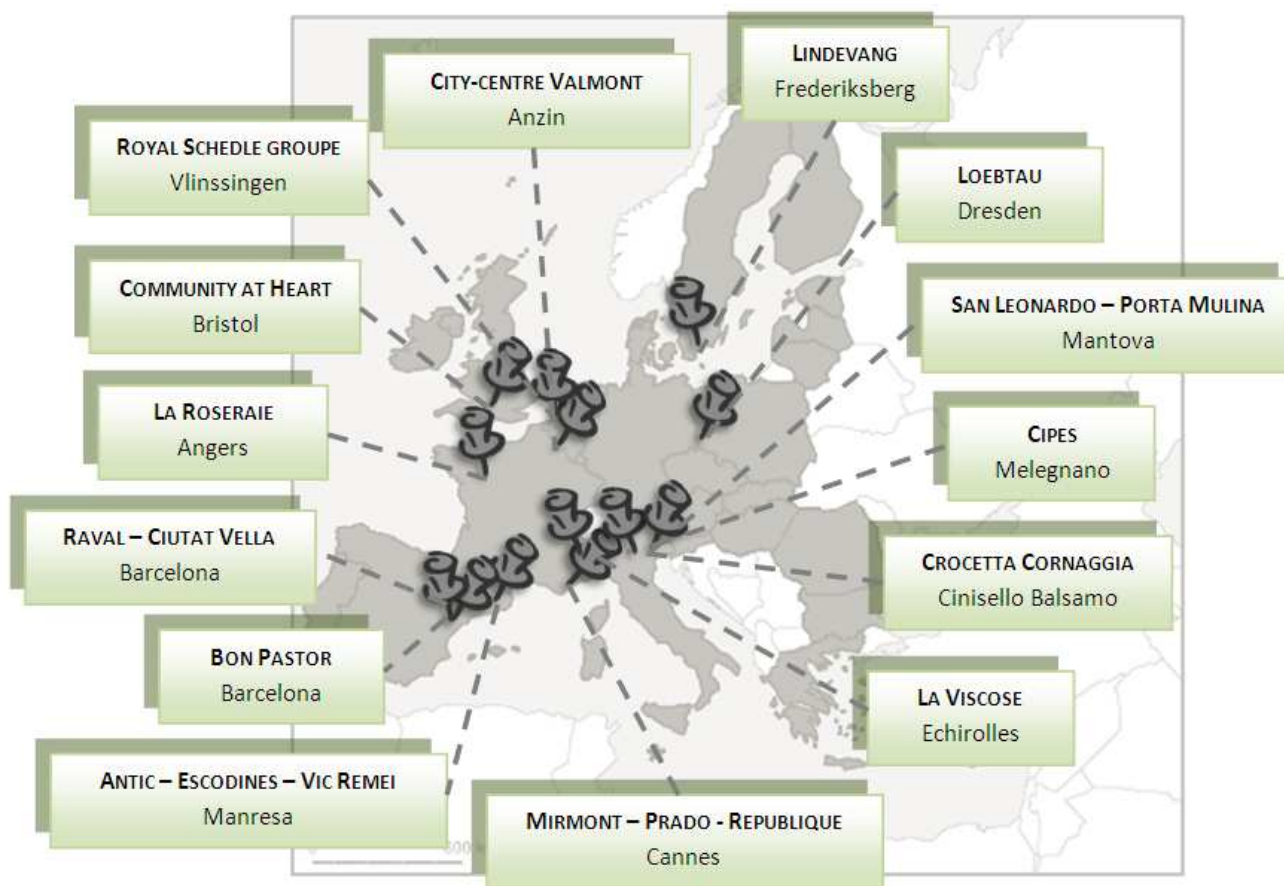 LINDEVANG
Frederiksberg
CITY-CENTRE VALMONT
Anzin
ROYAL SCHEDLE GROUPE
Vlinssingen
LOEBTAU
Dresden
COMMUNITY AT HEART
Bristol
SAN LEONARDO – PORTA MULINA
Mantova
LA ROSERAIE
Angers
CIPES
Melegnano
RAVAL – CIUTAT VELLA
Barcelona
CROCETTA CORNAGGIA
Cinisello Balsamo
BON PASTOR
Barcelona
LA VISCOSE
Echirolles
ANTIC – ESCODINES – VIC REMEI
Manresa
MIRMONT – PRADO - REPUBLIQUE
Cannes